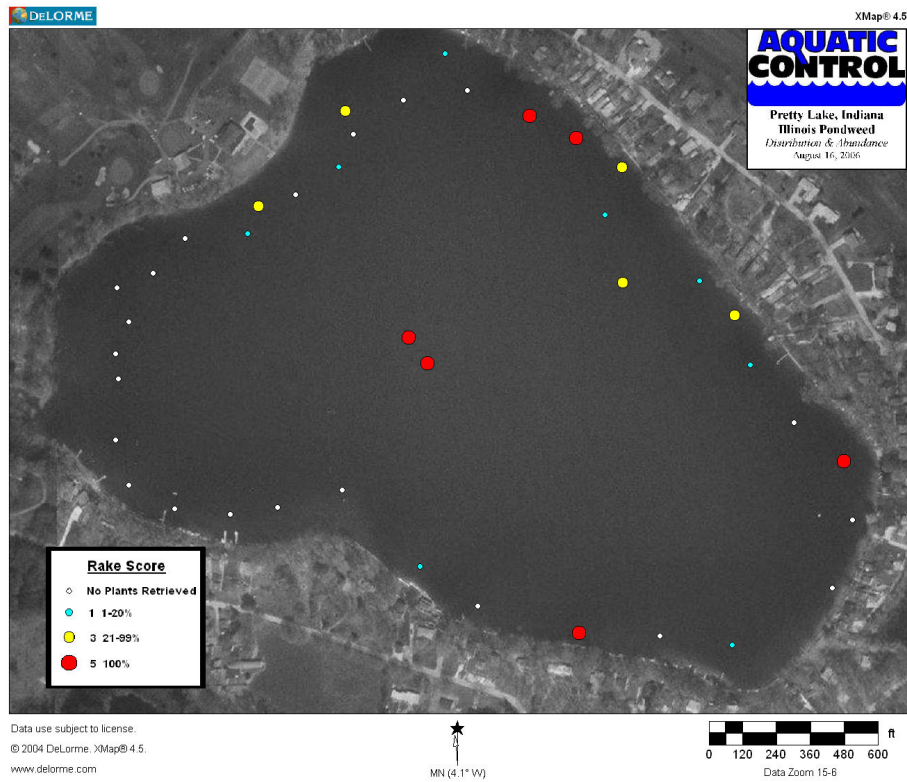 DELORME
XMap® 4.5
AQUATIC
CONTROL
Pretty Lake, Indiana
Illinois Pondweed
Distribution & Abundance
August 16, 2006
Rake Score
No Plants Retrieved
1 1-20%
3 21-99%
5 100%
Data use subject to license.
© 2004 DeLorme. XMap® 4.5.
www.delorme.com
MN (4.1° W)
ft
0 120 240 360 480 600
Data Zoom 15-6